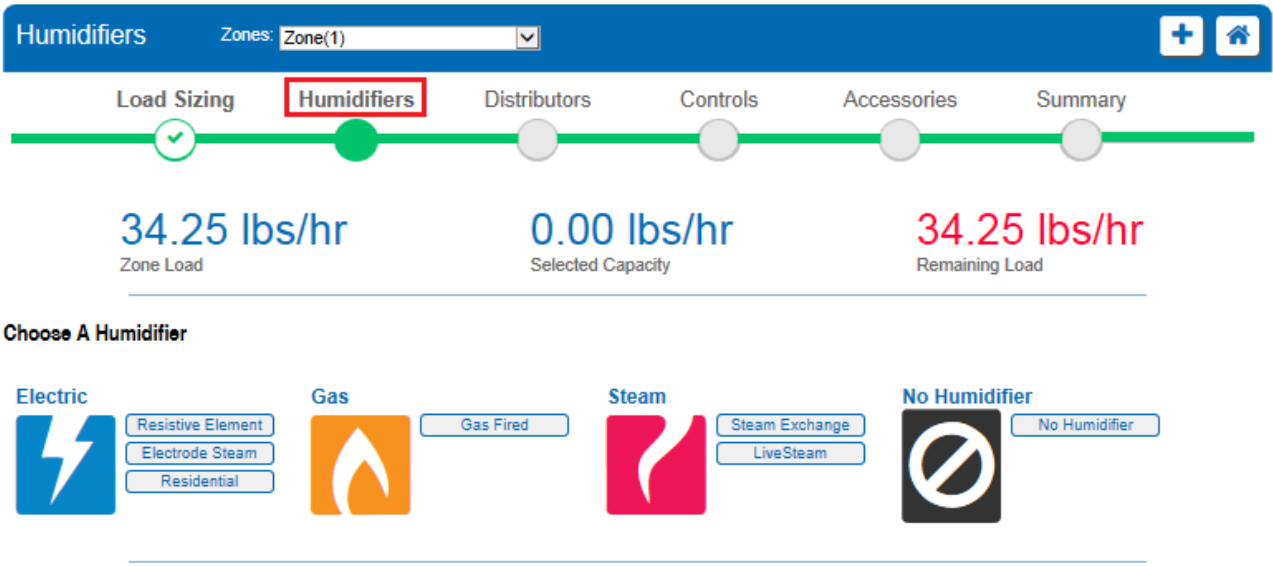 Humidifiers Zones: Zone(1)
Load Sizing Humidifiers Distributors Controls Accessories Summary
34.25 lbs/hr 0.00 lbs/hr 34.25 lbs/hr
Zone Load Selected Capacity Remaining Load
Choose A Humidifier
Electric Gas Steam No Humidifier
Resistive Element Gas Fired Steam Exchange No Humidifier
Electrode Steam LiveSteam
Residential